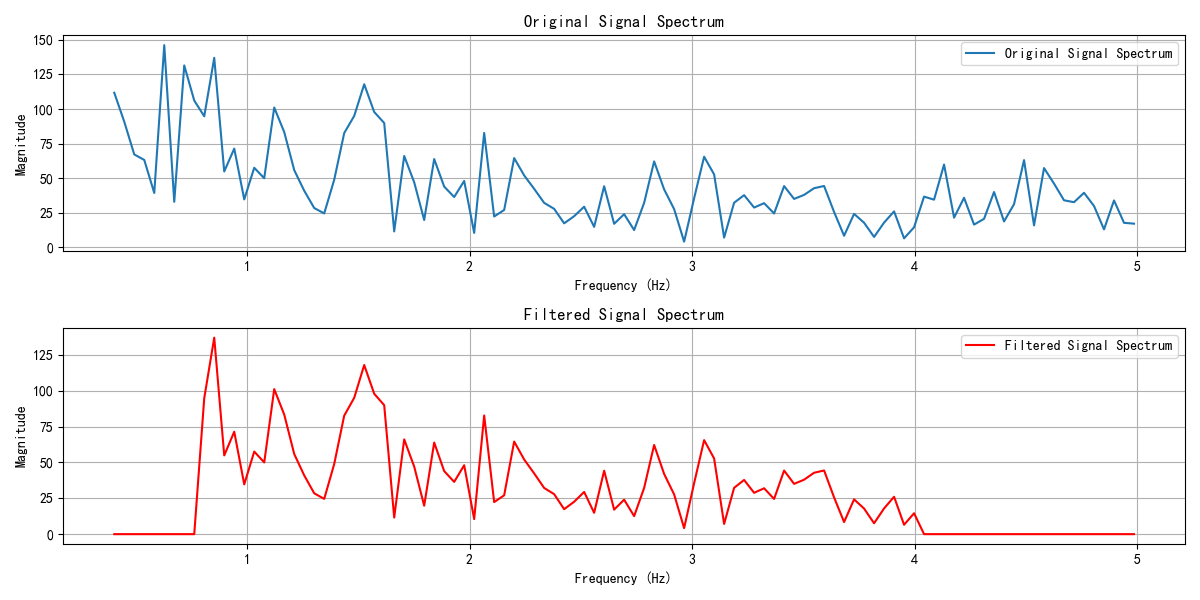 Original Signal Spectrum
150
125
100
75
50
25
0
Magnitude
Original Signal Spectrum
1 2 3 4 5
Frequency (Hz)
Filtered Signal Spectrum
125
100
75
50
25
0
Magnitude
Filtered Signal Spectrum
1 2 3 4 5
Frequency (Hz)